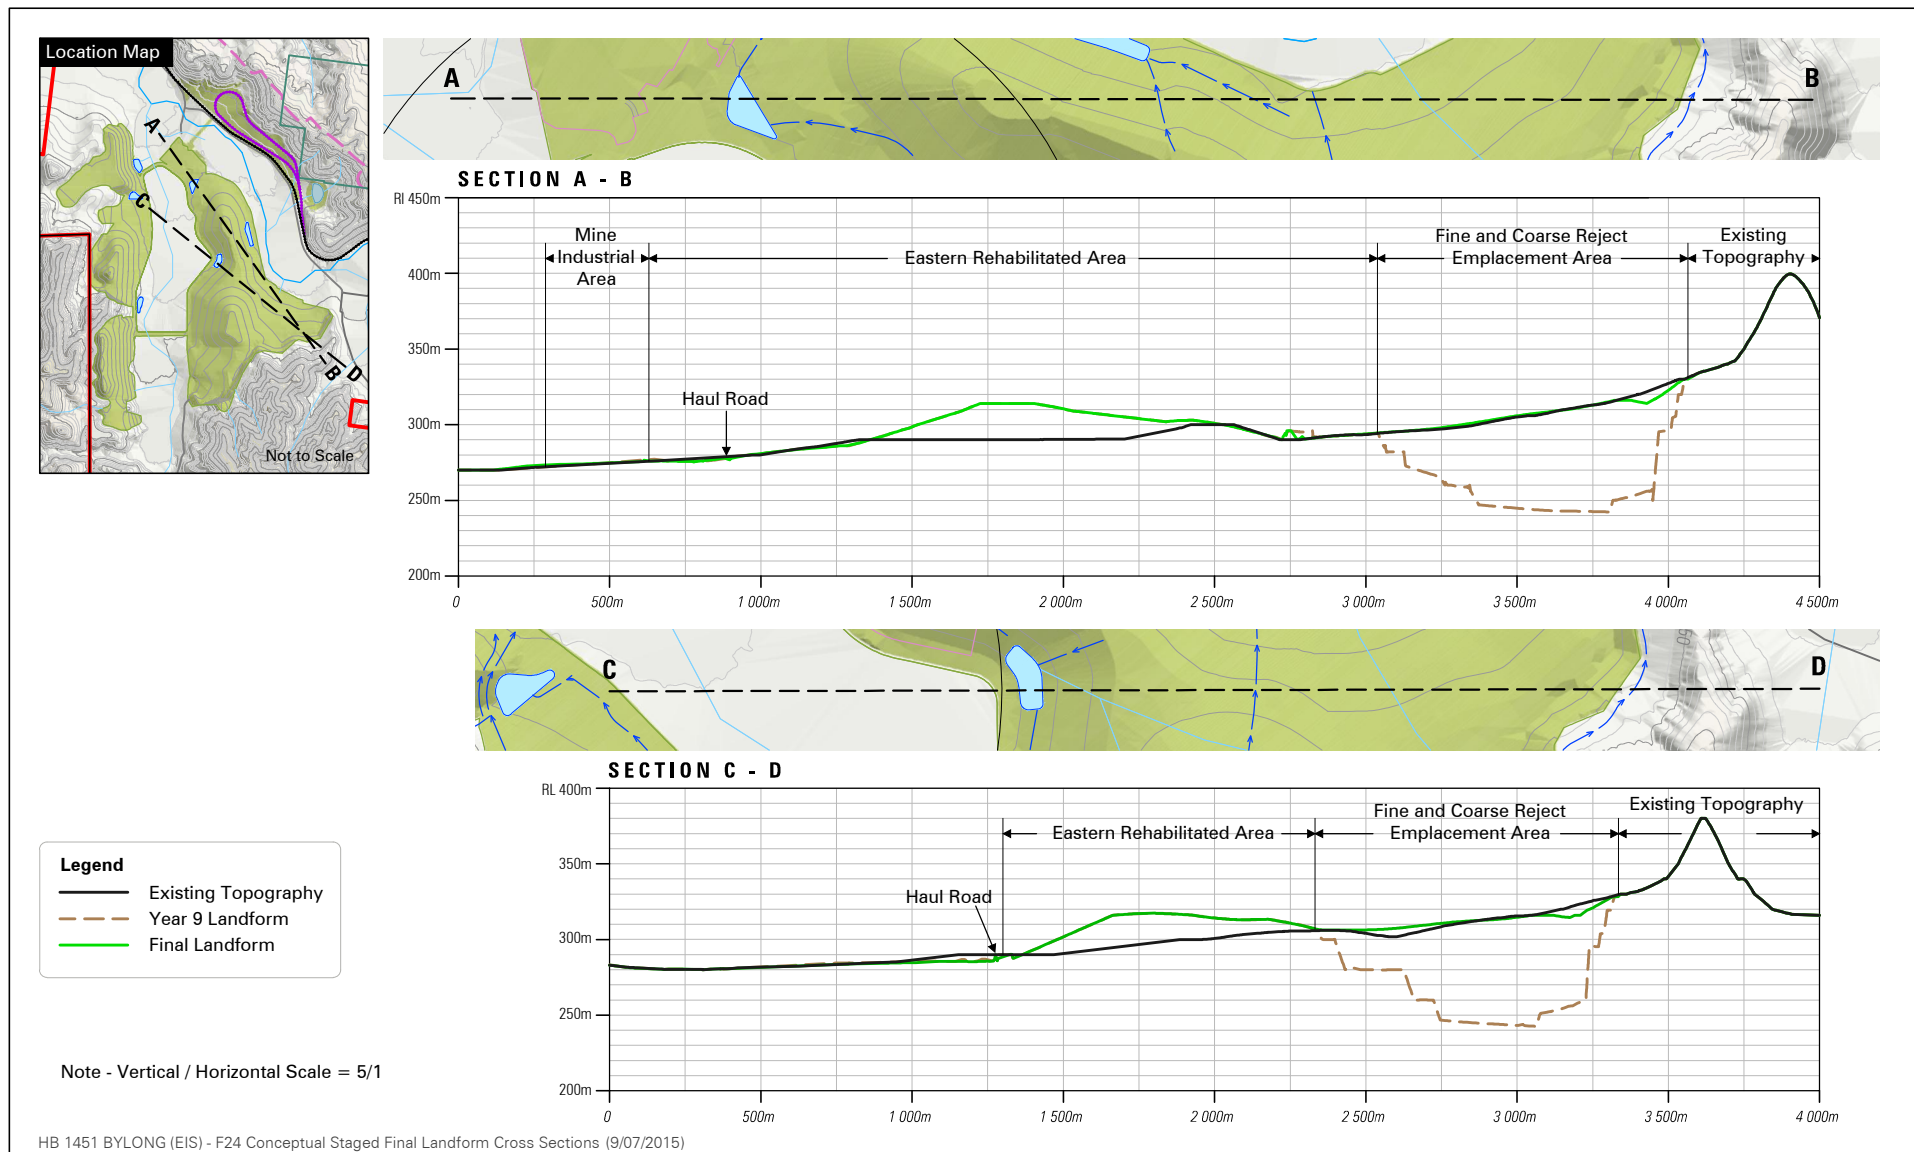 Location Map
A
C
B
D
Not to Scale
A
B
SECTION A - B
Rl 450m
400m
350m
300m
250m
200m
Mine
Industrial
Area
Eastern Rehabilitated Area
Fine and Coarse Reject
Emplacement Area
Existing
Topography
Haul Road
0
500m
1 000m
1 500m
2 000m
2 500m
3 000m
3 500m
4 000m
4 500m
C
D
SECTION C - D
RL 400m
350m
300m
250m
200m
Eastern Rehabilitated Area
Fine and Coarse Reject
Emplacement Area
Existing Topography
Haul Road
0
500m
1 000m
1 500m
2 000m
2 500m
3 000m
3 500m
4 000m
Legend
Existing Topography
Year 9 Landform
Final Landform
Note - Vertical / Horizontal Scale = 5/1
HB 1451 BYLONG (EIS) - F24 Conceptual Staged Final Landform Cross Sections (9/07/2015)